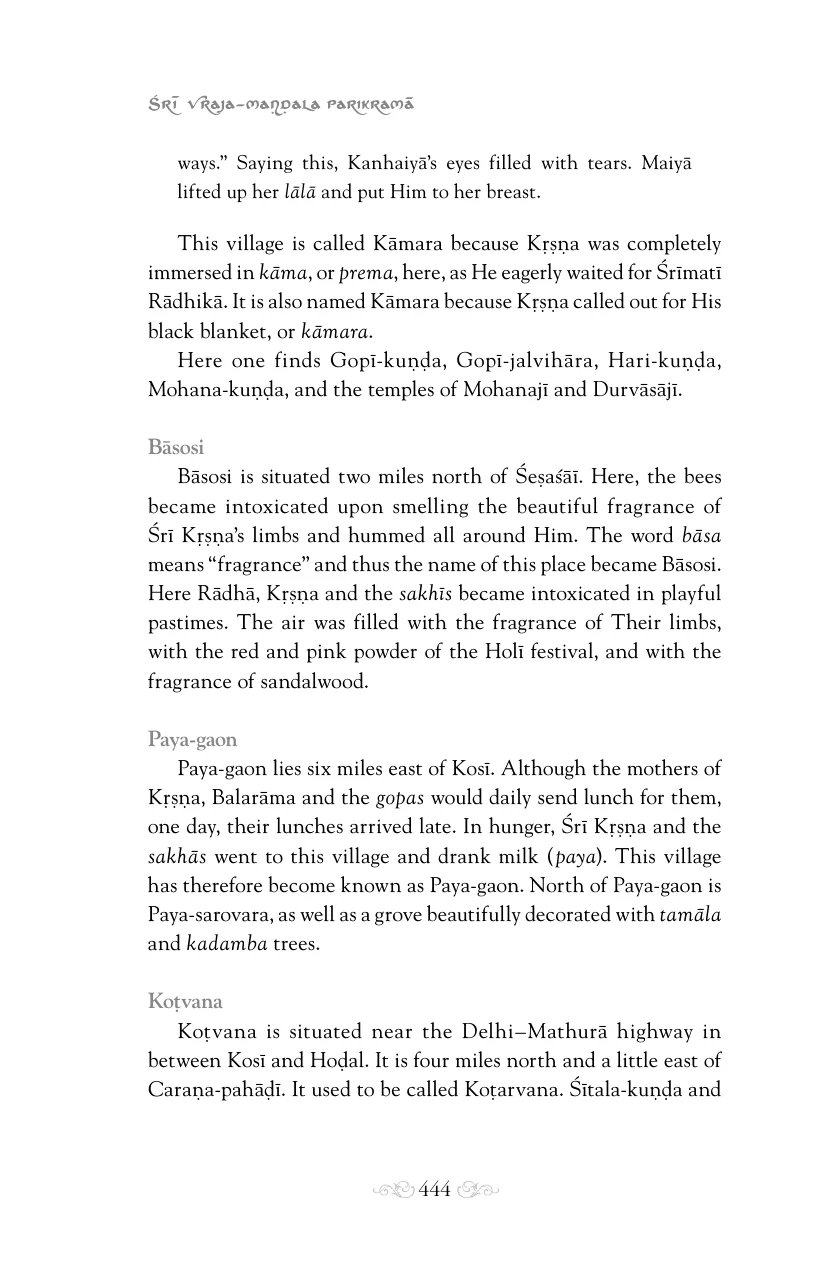 Śrī Vraja-maṇḍala Parikramā
ways.” Saying this, Kanhaiyā’s eyes filled with tears. Maiyā
lifted up her lālā and put Him to her breast.
This village is called Kāmara because Kṛṣṇa was completely
immersed in kāma, or prema, here, as He eagerly waited for Śrīmatī
Rādhikā. It is also named Kāmara because Kṛṣṇa called out for His
black blanket, or kāmara.
Here one finds Gopī-kuṇḍa, Gopī-jalvihāra, Hari-kuṇḍa,
Mohana-kuṇḍa, and the temples of Mohanajī and Durvāsājī.
Bāsosi
Bāsosi is situated two miles north of Śeṣaśāī. Here, the bees
became intoxicated upon smelling the beautiful fragrance of
Śrī Kṛṣṇa’s limbs and hummed all around Him. The word bāsa
means “fragrance” and thus the name of this place became Bāsosi.
Here Rādhā, Kṛṣṇa and the sakhīs became intoxicated in playful
pastimes. The air was filled with the fragrance of Their limbs,
with the red and pink powder of the Holī festival, and with the
fragrance of sandalwood.
Paya-gaon
Paya-gaon lies six miles east of Kosī. Although the mothers of
Kṛṣṇa, Balarāma and the gopas would daily send lunch for them,
one day, their lunches arrived late. In hunger, Śrī Kṛṣṇa and the
sakhās went to this village and drank milk (paya). This village
has therefore become known as Paya-gaon. North of Paya-gaon is
Paya-sarovara, as well as a grove beautifully decorated with tamāla
and kadamba trees.
Koṭvana
Koṭvana is situated near the Delhi–Mathurā highway in
between Kosī and Hoḍal. It is four miles north and a little east of
Caraṇa-pahāḍī. It used to be called Koṭarvana. Śītala-kuṇḍa and
444